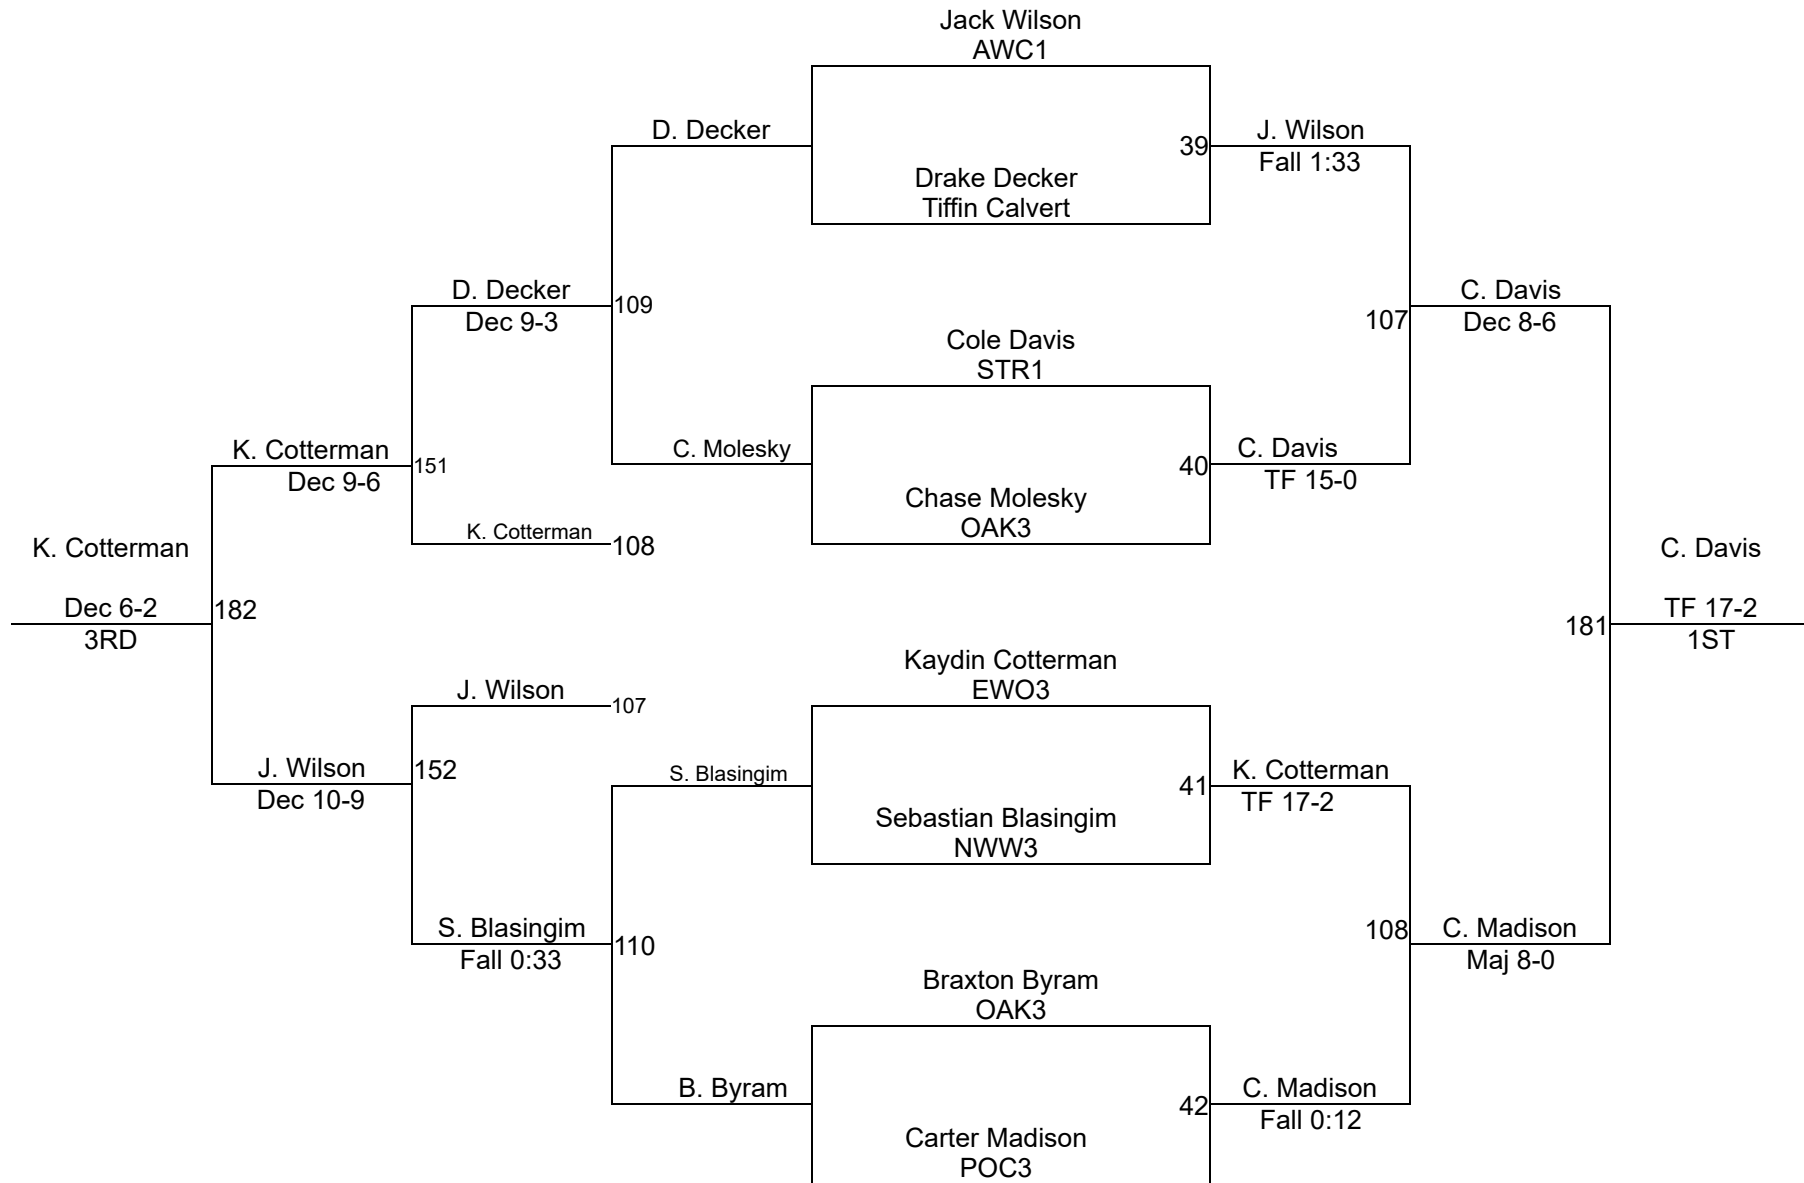 Jack Wilson
AWC1
D. Decker
39
J. Wilson
Fall 1:33
Drake Decker
Tiffin Calvert
D. Decker
Dec 9-3
109
107
C. Davis
Dec 8-6
Cole Davis
STR1
K. Cotterman
Dec 9-6
151
C. Molesky
40
C. Davis
TF 15-0
Chase Molesky
OAK3
K. Cotterman
108
K. Cotterman
Dec 6-2
3RD
182
C. Davis
181
TF 17-2
1ST
Kaydin Cotterman
EWO3
J. Wilson
107
J. Wilson
Dec 10-9
152
S. Blasingim
41
K. Cotterman
TF 17-2
Sebastian Blasingim
NWW3
S. Blasingim
Fall 0:33
110
108
C. Madison
Maj 8-0
Braxton Byram
OAK3
B. Byram
42
C. Madison
Fall 0:12
Carter Madison
POC3